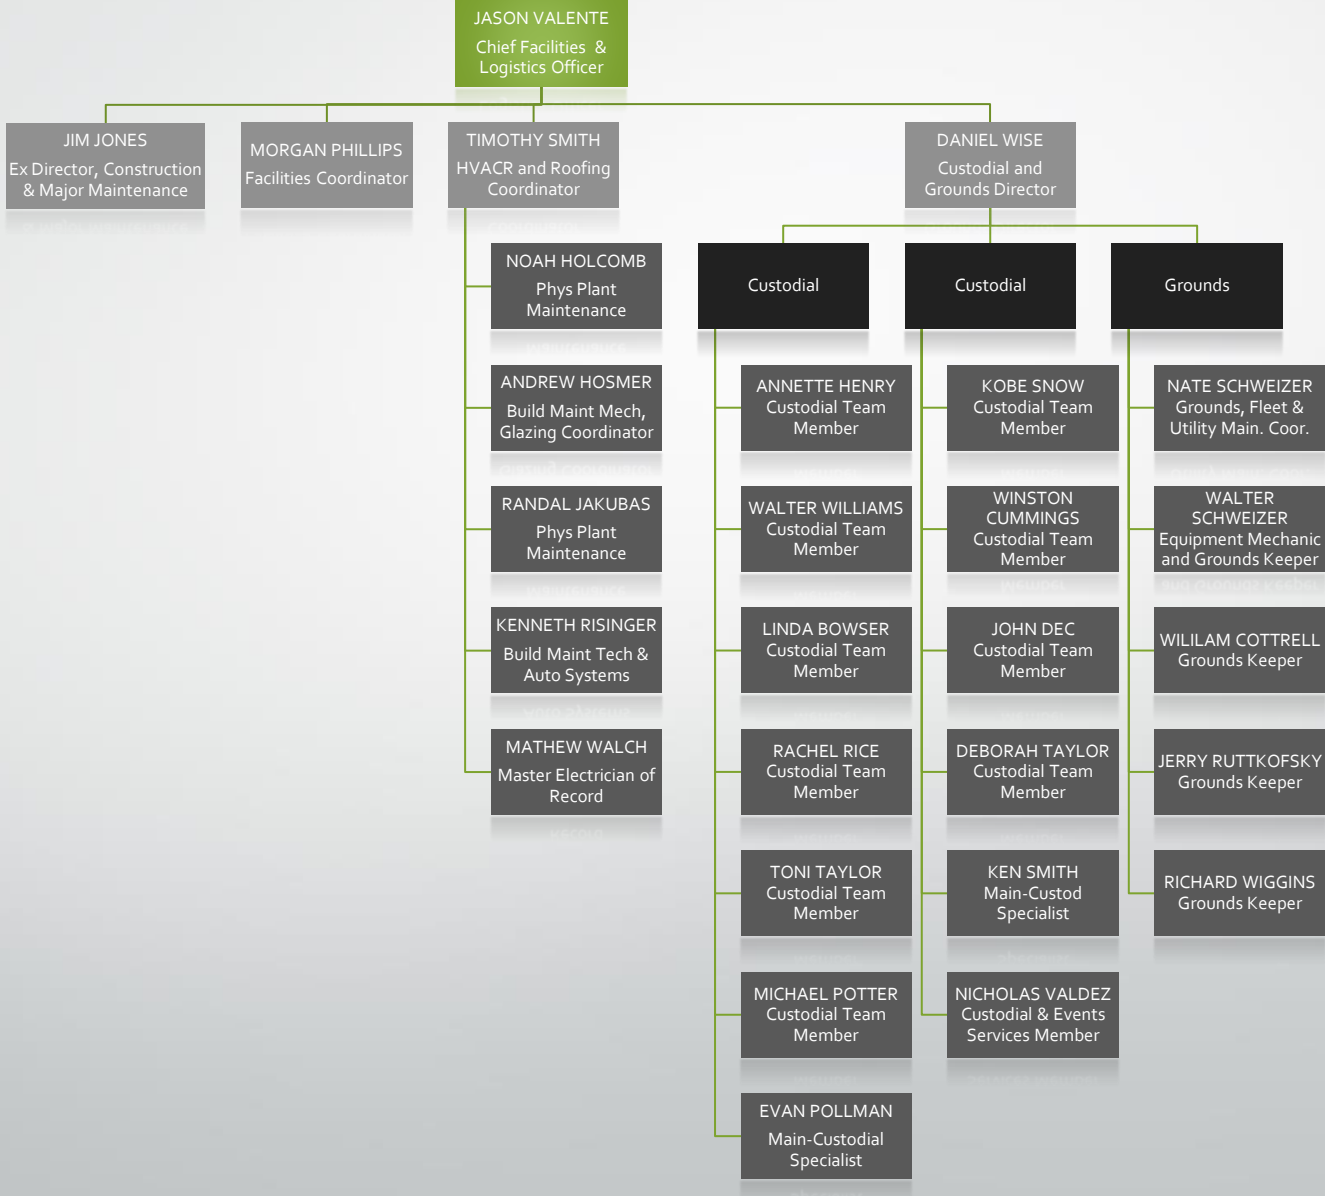 JASON VALENTE
Chief Facilities &
Logistics Officer
JIM JONES
Ex Director, Construction
& Major Maintenance
MORGAN PHILLIPS
Facilities Coordinator
TIMOTHY SMITH
HVACR and Roofing
Coordinator
DANIEL WISE
Custodial and
Grounds Director
NOAH HOLCOMB
Phys Plant
Maintenance
ANDREW HOSMER
Build Maint Mech,
Glazing Coordinator
RANDAL JAKUBAS
Phys Plant
Maintenance
KENNETH RISINGER
Build Maint Tech &
Auto Systems
MATHEW WALCH
Master Electrician of
Record
Custodial
ANNETTE HENRY
Custodial Team
Member
WALTER WILLIAMS
Custodial Team
Member
LINDA BOWSER
Custodial Team
Member
RACHEL RICE
Custodial Team
Member
TONI TAYLOR
Custodial Team
Member
MICHAEL POTTER
Custodial Team
Member
EVAN POLLMAN
Main-Custodial
Specialist
Custodial
KOBE SNOW
Custodial Team
Member
WINSTON
CUMMINGS
Custodial Team
Member
JOHN DEC
Custodial Team
Member
DEBORAH TAYLOR
Custodial Team
Member
KEN SMITH
Main-Custod
Specialist
NICHOLAS VALDEZ
Custodial & Events
Services Member
Grounds
NATE SCHWEIZER
Grounds, Fleet &
Utility Main. Coor.
WALTER
SCHWEIZER
Equipment Mechanic
and Grounds Keeper
WILILAM COTTRELL
Grounds Keeper
JERRY RUTTKOFSKY
Grounds Keeper
RICHARD WIGGINS
Grounds Keeper